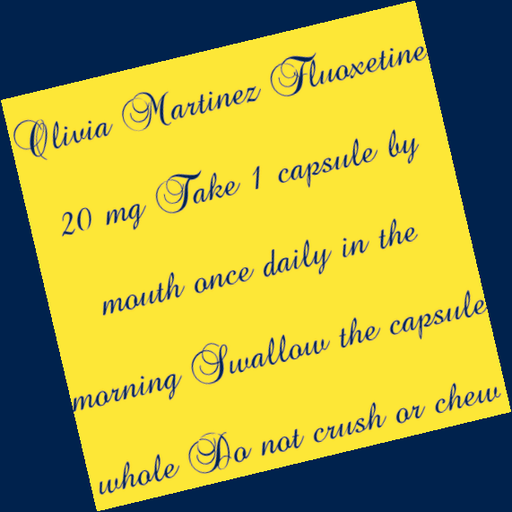 Olivia Martinez Fluoxetine
20 mg Take 1 capsule by
mouth once daily in the
morning Swallow the capsule
whole Do not crush or chew